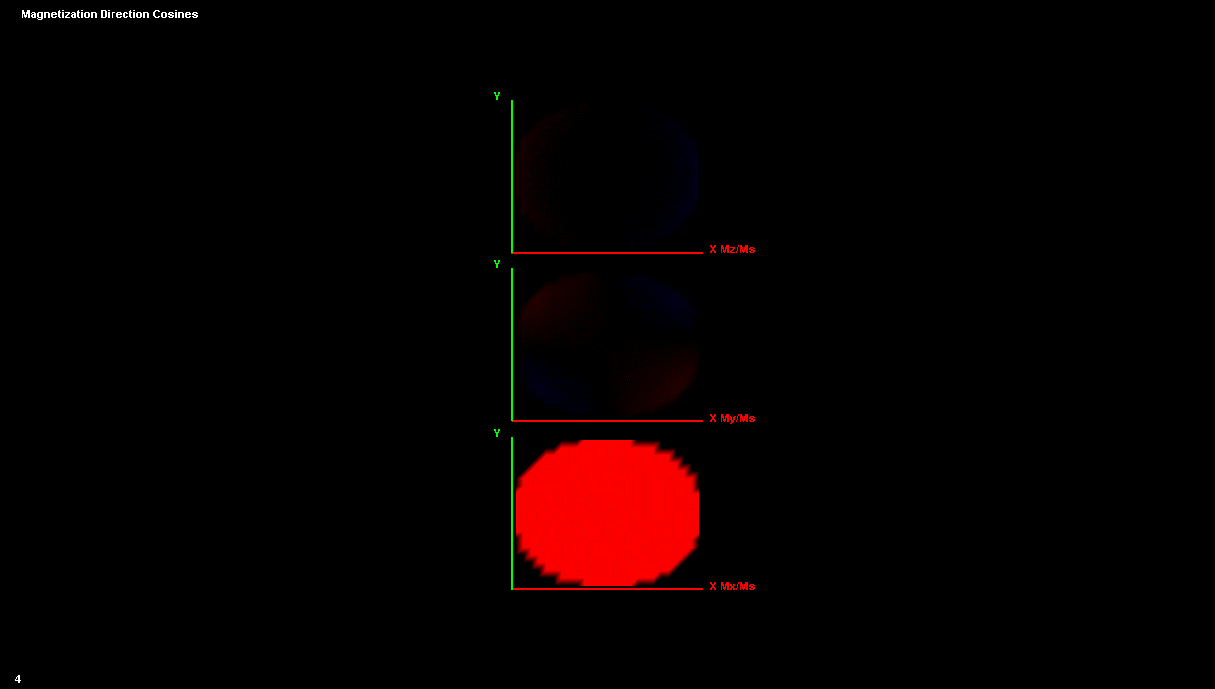 Magnetization Direction Cosines
Y
X Mz/Ms
Y
X My/Ms
Y
X Mx/Ms
4